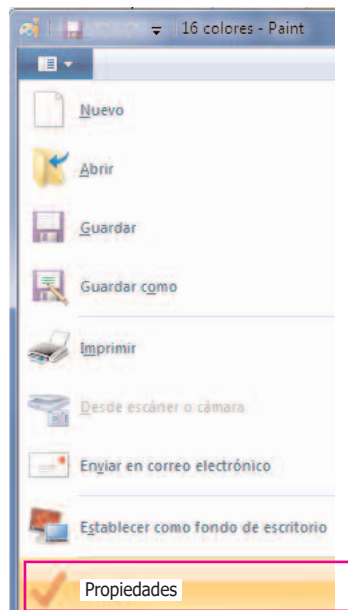 16 colores - Paint
Nuevo
Abrir
Guardar
Guardar como
Imprimir
Desde escáner o cámara
Enviar en correo electrónico
Establecer como fondo de escritorio
Propiedades